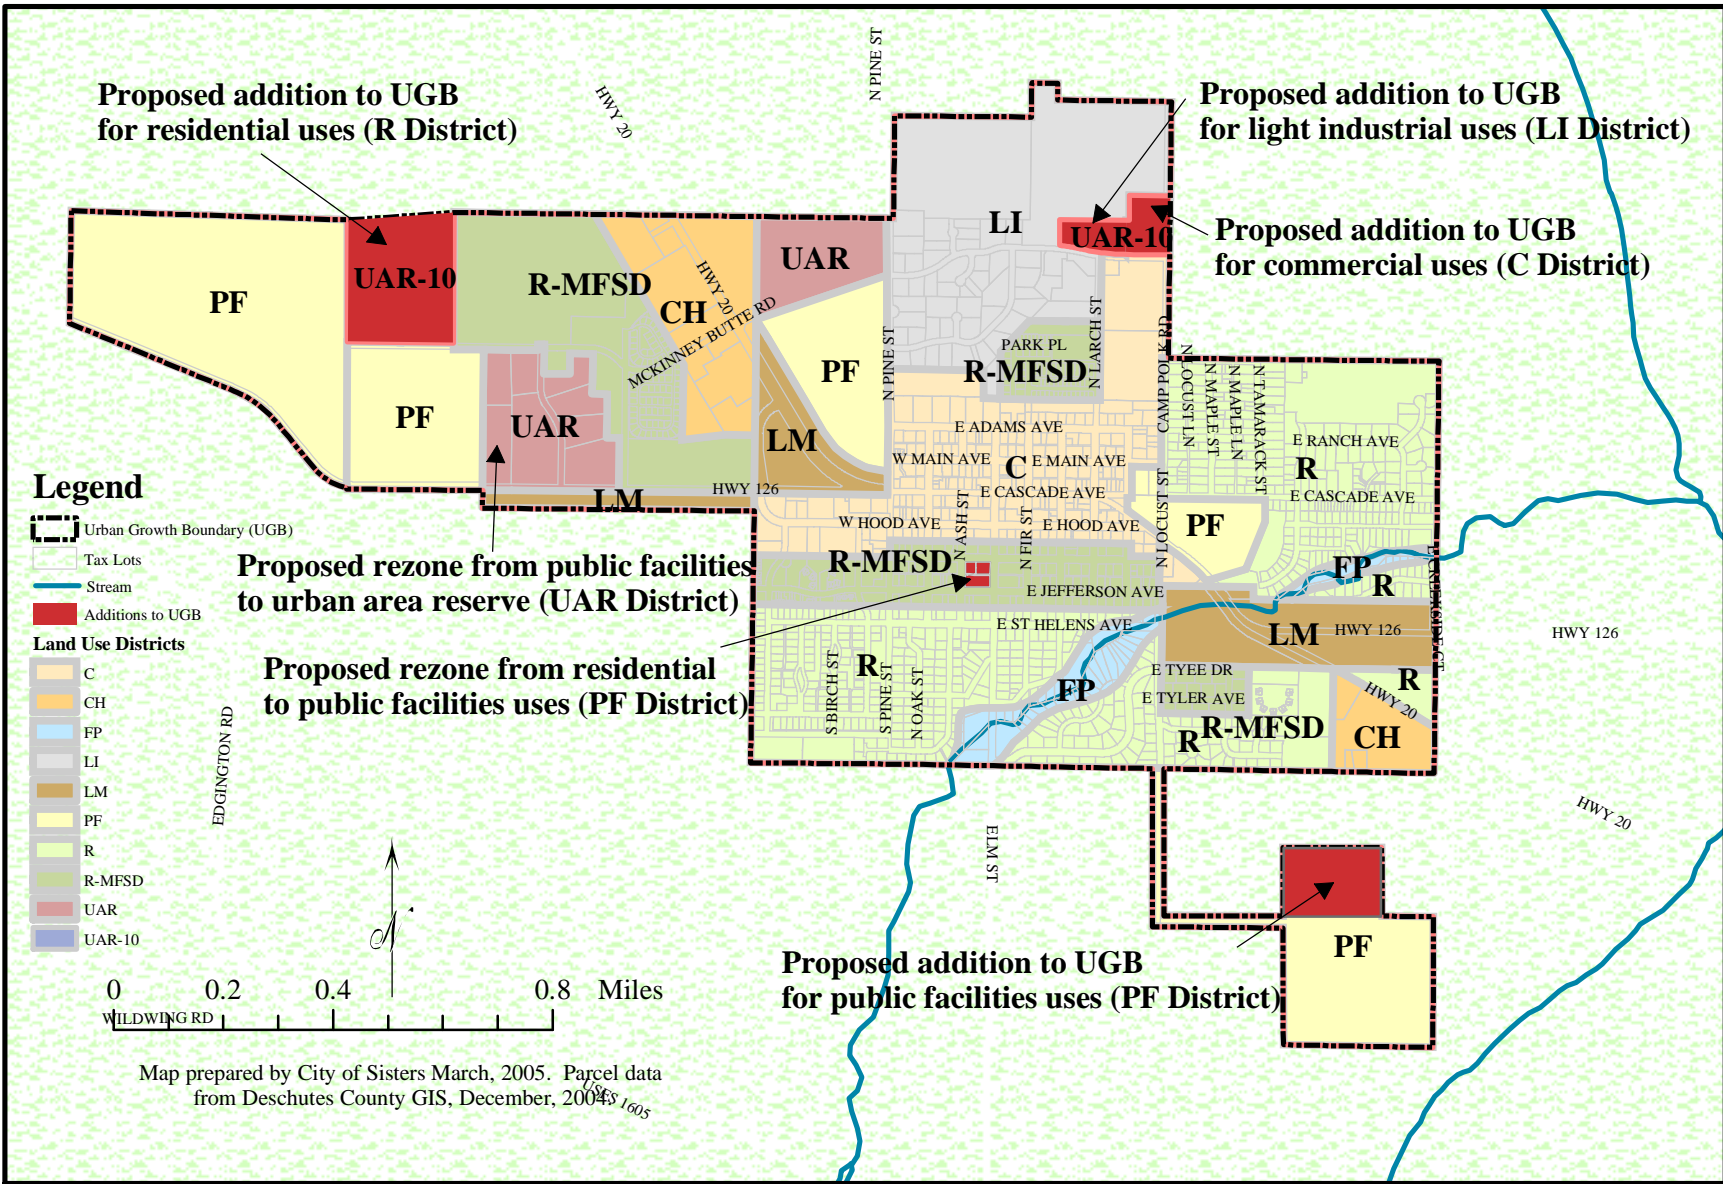 N PINE ST
HWY 20
Proposed addition to UGB
for residential uses (R District)
Proposed addition to UGB
for light industrial uses (LI District)
Proposed addition to UGB
for commercial uses (C District)
LI
UAR-10
UAR
UAR-10
PF
R-MFSD
CH
HWY 20
MCKINNEY BUTTE RD
PF
N PINE ST
PARK PL
R-MFSD
N LARCH ST
CAMP POLK RD
N LOCUST LN
N MAPLE ST
N MAPLE LN
N TAMARACK ST
PF
UAR
LM
E ADAMS AVE
W MAIN AVE
C
E MAIN AVE
E RANCH AVE
R
E CASCADE AVE
E CASCADE AVE
HWY 126
LM
W HOOD AVE
N ASH ST
N FIR ST
E HOOD AVE
N LOCUST ST
PF
R-MFSD
E JEFFERSON AVE
FP
R
E ST HELENS AVE
LM
HWY 126
HWY 126
Proposed rezone from public facilities
to urban area reserve (UAR District)
Proposed rezone from residential
to public facilities uses (PF District)
R
S BIRCH ST
S PINE ST
N OAK ST
FP
E TYEE DR
E TYLER AVE
R
HWY 20
R-MFSD
R
CH
HWY 20
ELM ST
EDGINGTON RD
PF
Proposed addition to UGB
for public facilities uses (PF District)
Legend
Urban Growth Boundary (UGB)
Tax Lots
Stream
Additions to UGB
Land Use Districts
C
CH
FP
LI
LM
PF
R
R-MFSD
UAR
UAR-10
N
0 0.2 0.4 0.8 Miles
WILDWING RD
Map prepared by City of Sisters March, 2005. Parcel data
from Deschutes County GIS, December, 2004.
USFS 1605